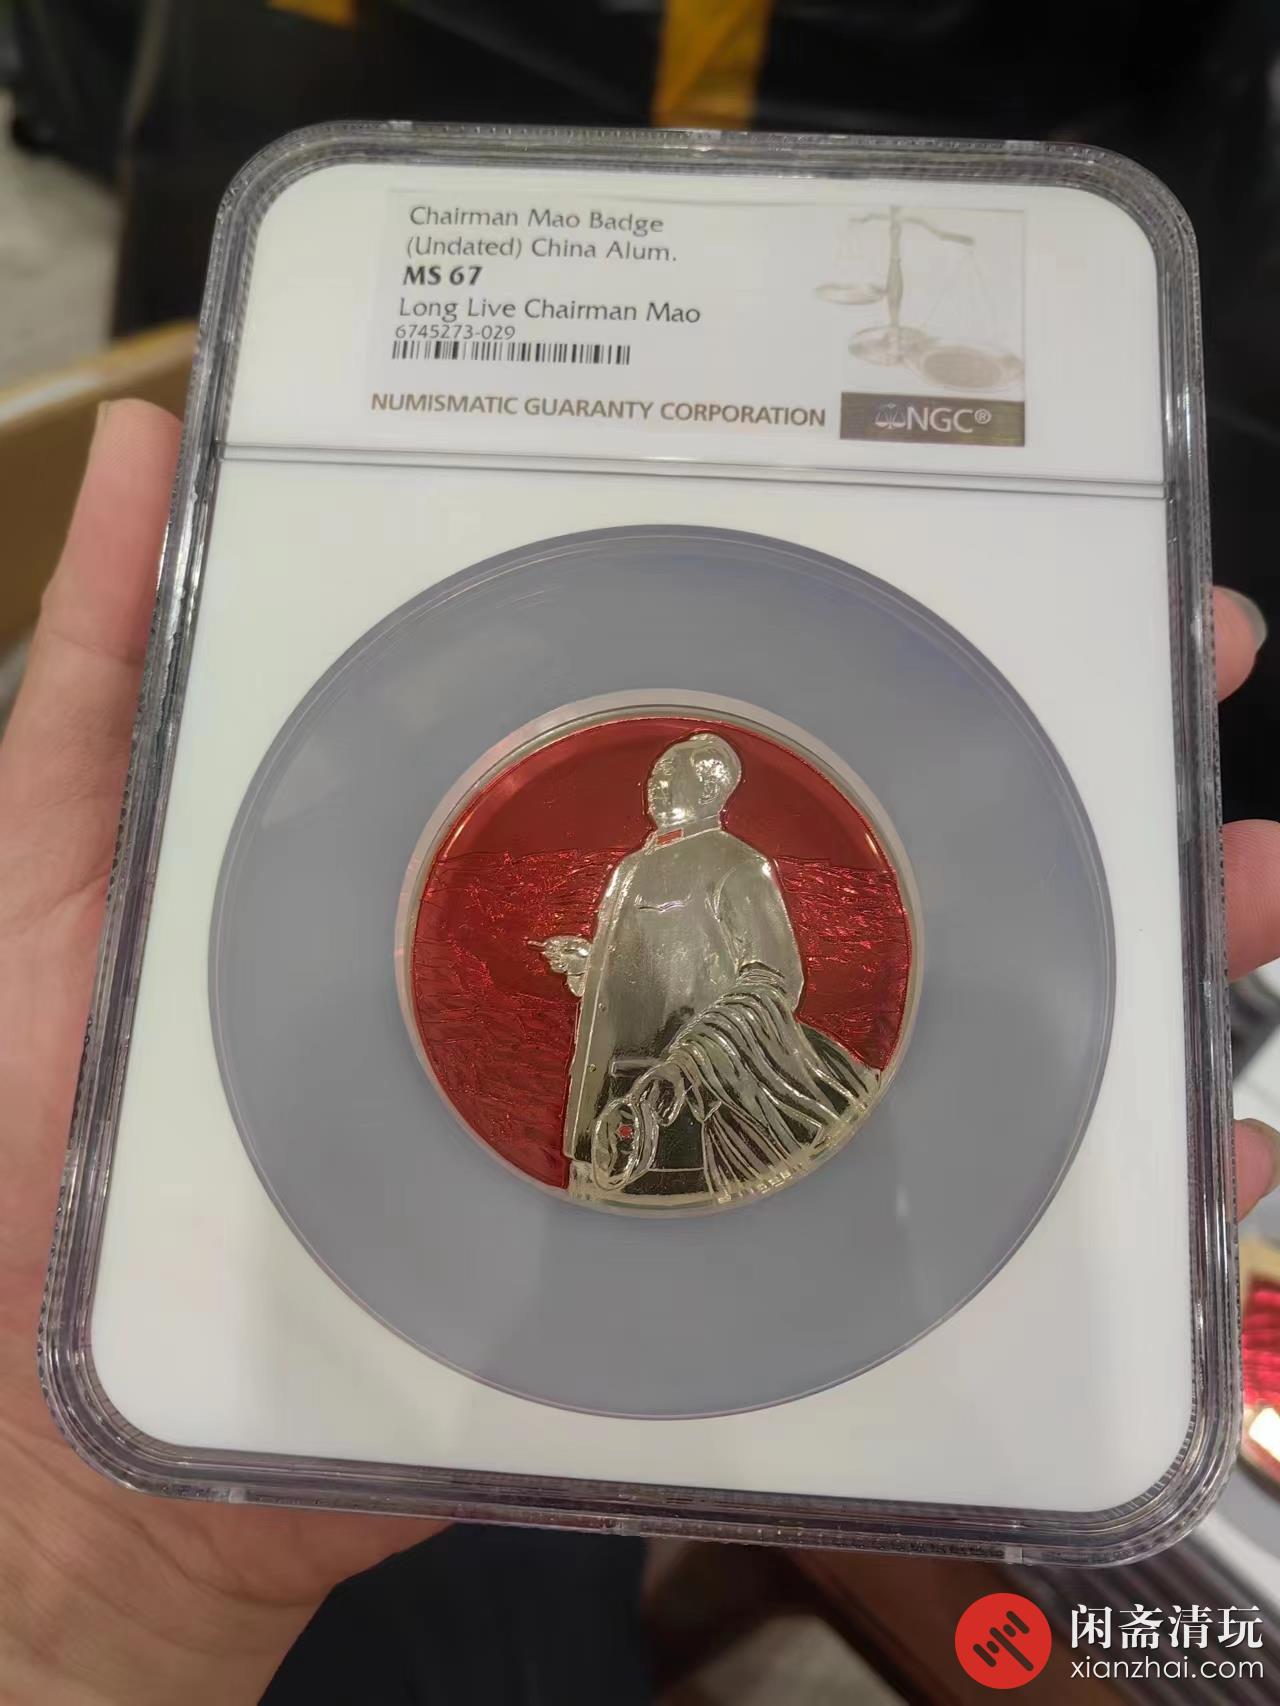 Chairman Mao Badge
(Undated) China Alum.
MS 67
Long Live Chairman Mao
6745273-029
NUMISMATIC GUARANTY CORPORATION
NGC®
闲斋清玩
xianzhai.com